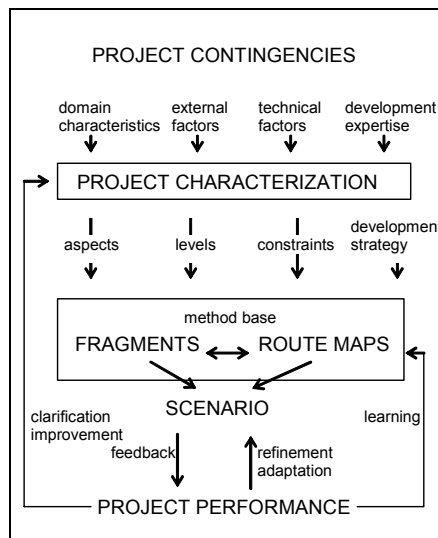 PROJECT CONTINGENCIES
domain external technical development
characteristics factors factors expertise
PROJECT CHARACTERIZATION
aspects levels constraints development
strategy
method base
FRAGMENTS ROUTE MAPS
SCENARIO
clarification learning
improvement
feedback refinement
adaptation
PROJECT PERFORMANCE